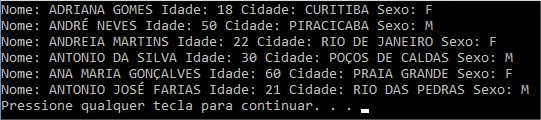 Nome: ADRIANA GOMES Idade: 18 Cidade: CURITIBA Sexo: F
Nome: ANDRÉ NEVES Idade: 50 Cidade: PIRACICABA Sexo: M
Nome: ANDREIA MARTINS Idade: 22 Cidade: RIO DE JANEIRO Sexo: F
Nome: ANTONIO DA SILVA Idade: 30 Cidade: POÇOS DE CALDAS Sexo: M
Nome: ANA MARIA GONÇALVES Idade: 60 Cidade: PRAIA GRANDE Sexo: F
Nome: ANTONIO JOSÉ FARIAS Idade: 21 Cidade: RIO DAS PEDRAS Sexo: M
Pressione qualquer tecla para continuar. . .